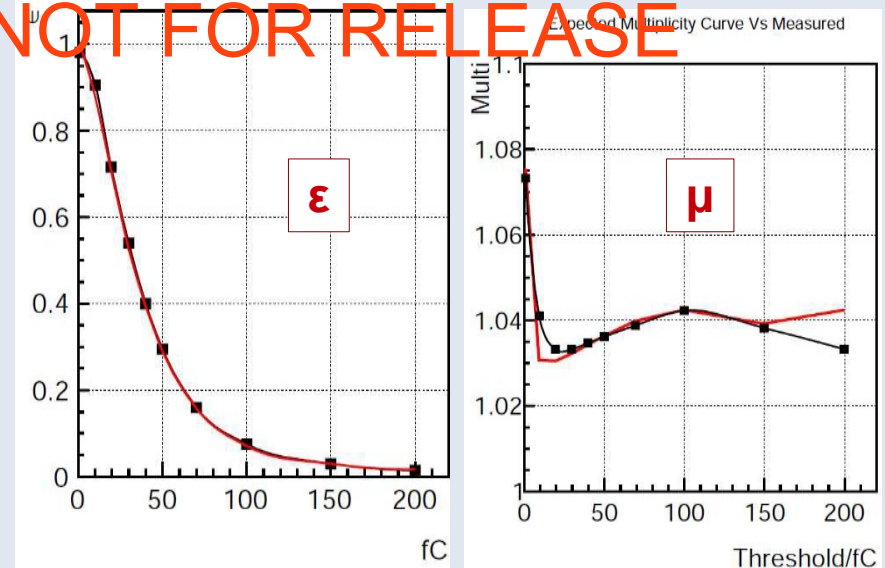 NOT FOR RELEASE
ε
1
0.8
0.6
0.4
0.2
0
0 50 100 150 200
fC
Expected Multiplicity Curve Vs Measured
Multi
μ
1.1
1.08
1.06
1.04
1.02
1
0 50 100 150 200
Threshold/fC